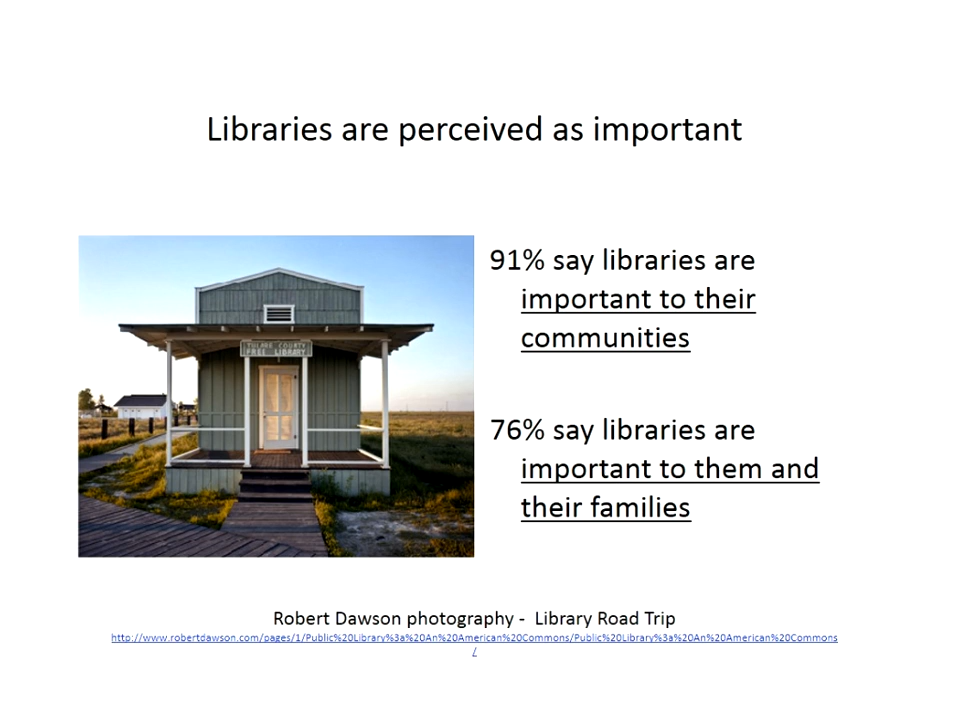 Libraries are perceived as important
TULARE COUNTY
FREE LIBRARY
91% say libraries are
important to their
communities
76% say libraries are
important to them and
their families
Robert Dawson photography - Library Road Trip
http://www.robertdawson.com/pages/1/Public%20Library%3a%20An%20American%20Commons/Public%20Library%3a%20An%20American%20Commons
/